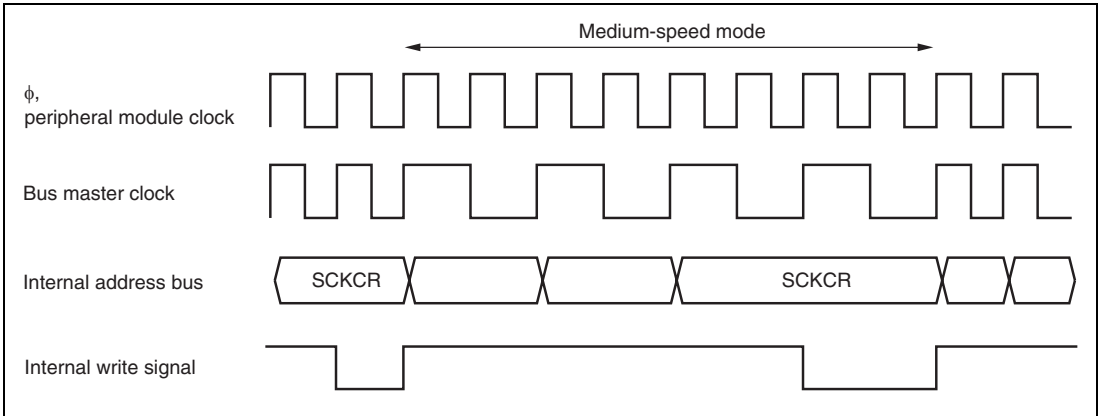 Medium-speed mode
ϕ,
peripheral module clock
Bus master clock
Internal address bus
SCKCR
SCKCR
Internal write signal